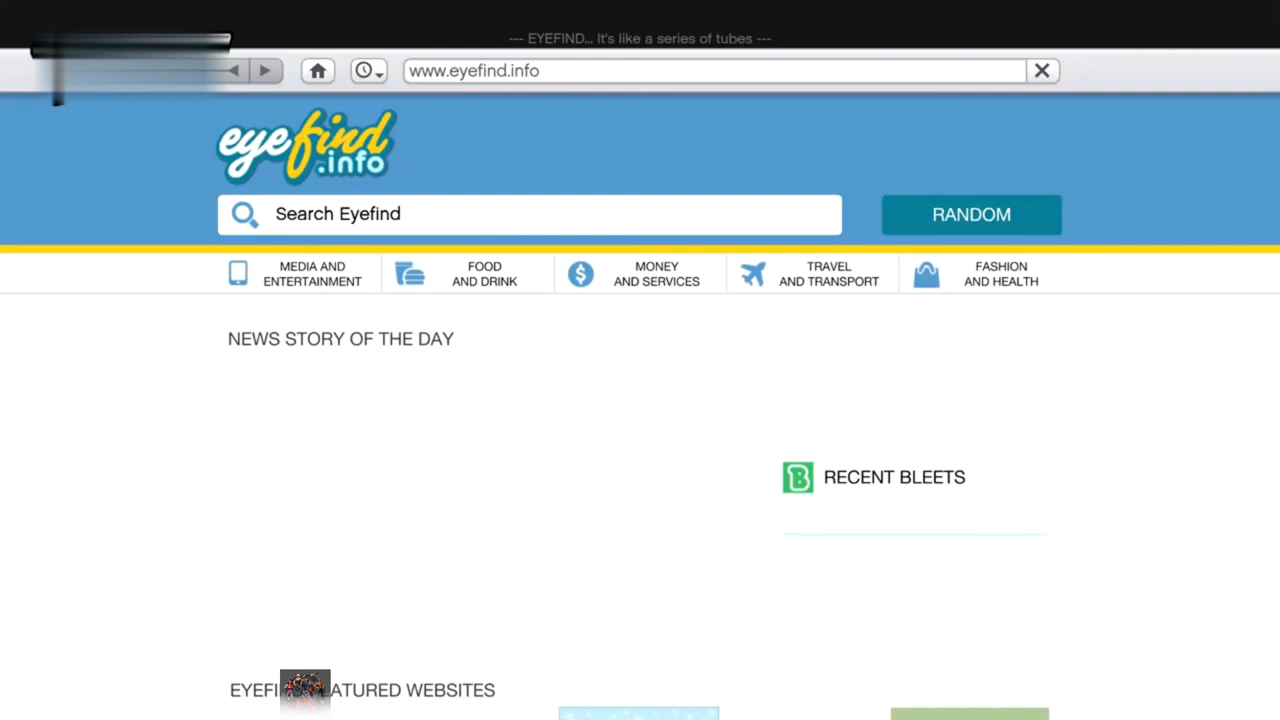 --- EYEFIND... It's like a series of tubes ---
www.eyefind.info
eyefind
.info
Search Eyefind
RANDOM
MEDIA AND
ENTERTAINMENT
FOOD
AND DRINK
MONEY
AND SERVICES
TRAVEL
AND TRANSPORT
FASHION
AND HEALTH
NEWS STORY OF THE DAY
B RECENT BLEETS
EYEFI ATURED WEBSITES